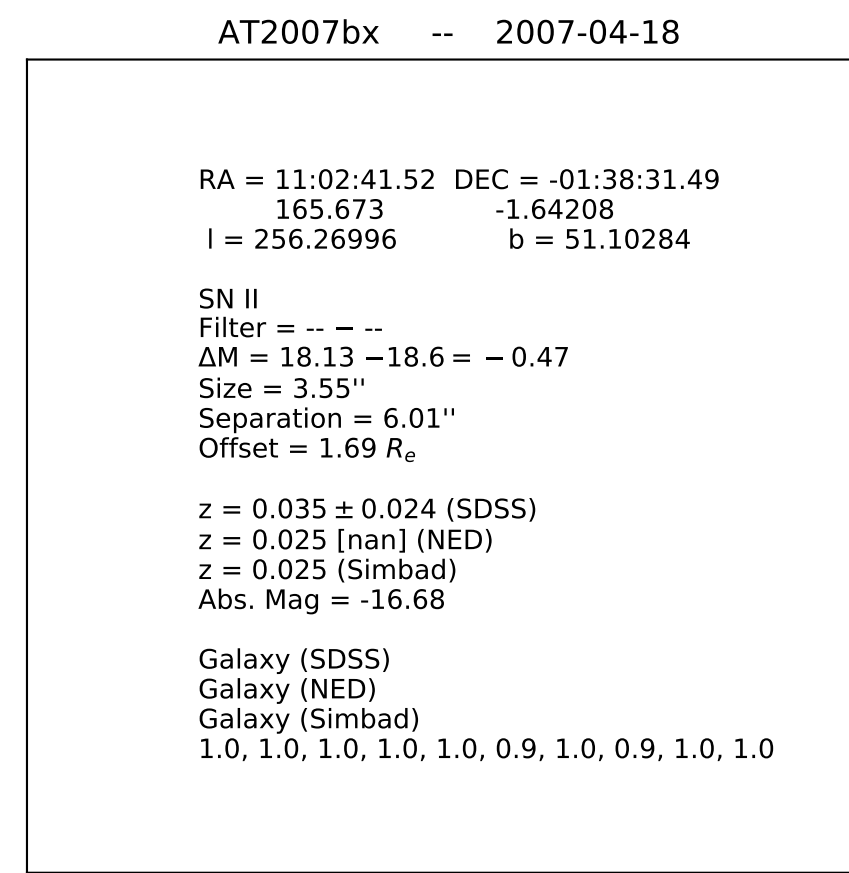 AT2007bx -- 2007-04-18
RA = 11:02:41.52 DEC = -01:38:31.49
165.673 -1.64208
l = 256.26996 b = 51.10284
SN II
Filter = -- − --
ΔM = 18.13 −18.6 = − 0.47
Size = 3.55''
Separation = 6.01''
Offset = 1.69 Rₑ
z = 0.035 ± 0.024 (SDSS)
z = 0.025 [nan] (NED)
z = 0.025 (Simbad)
Abs. Mag = -16.68
Galaxy (SDSS)
Galaxy (NED)
Galaxy (Simbad)
1.0, 1.0, 1.0, 1.0, 1.0, 0.9, 1.0, 0.9, 1.0, 1.0